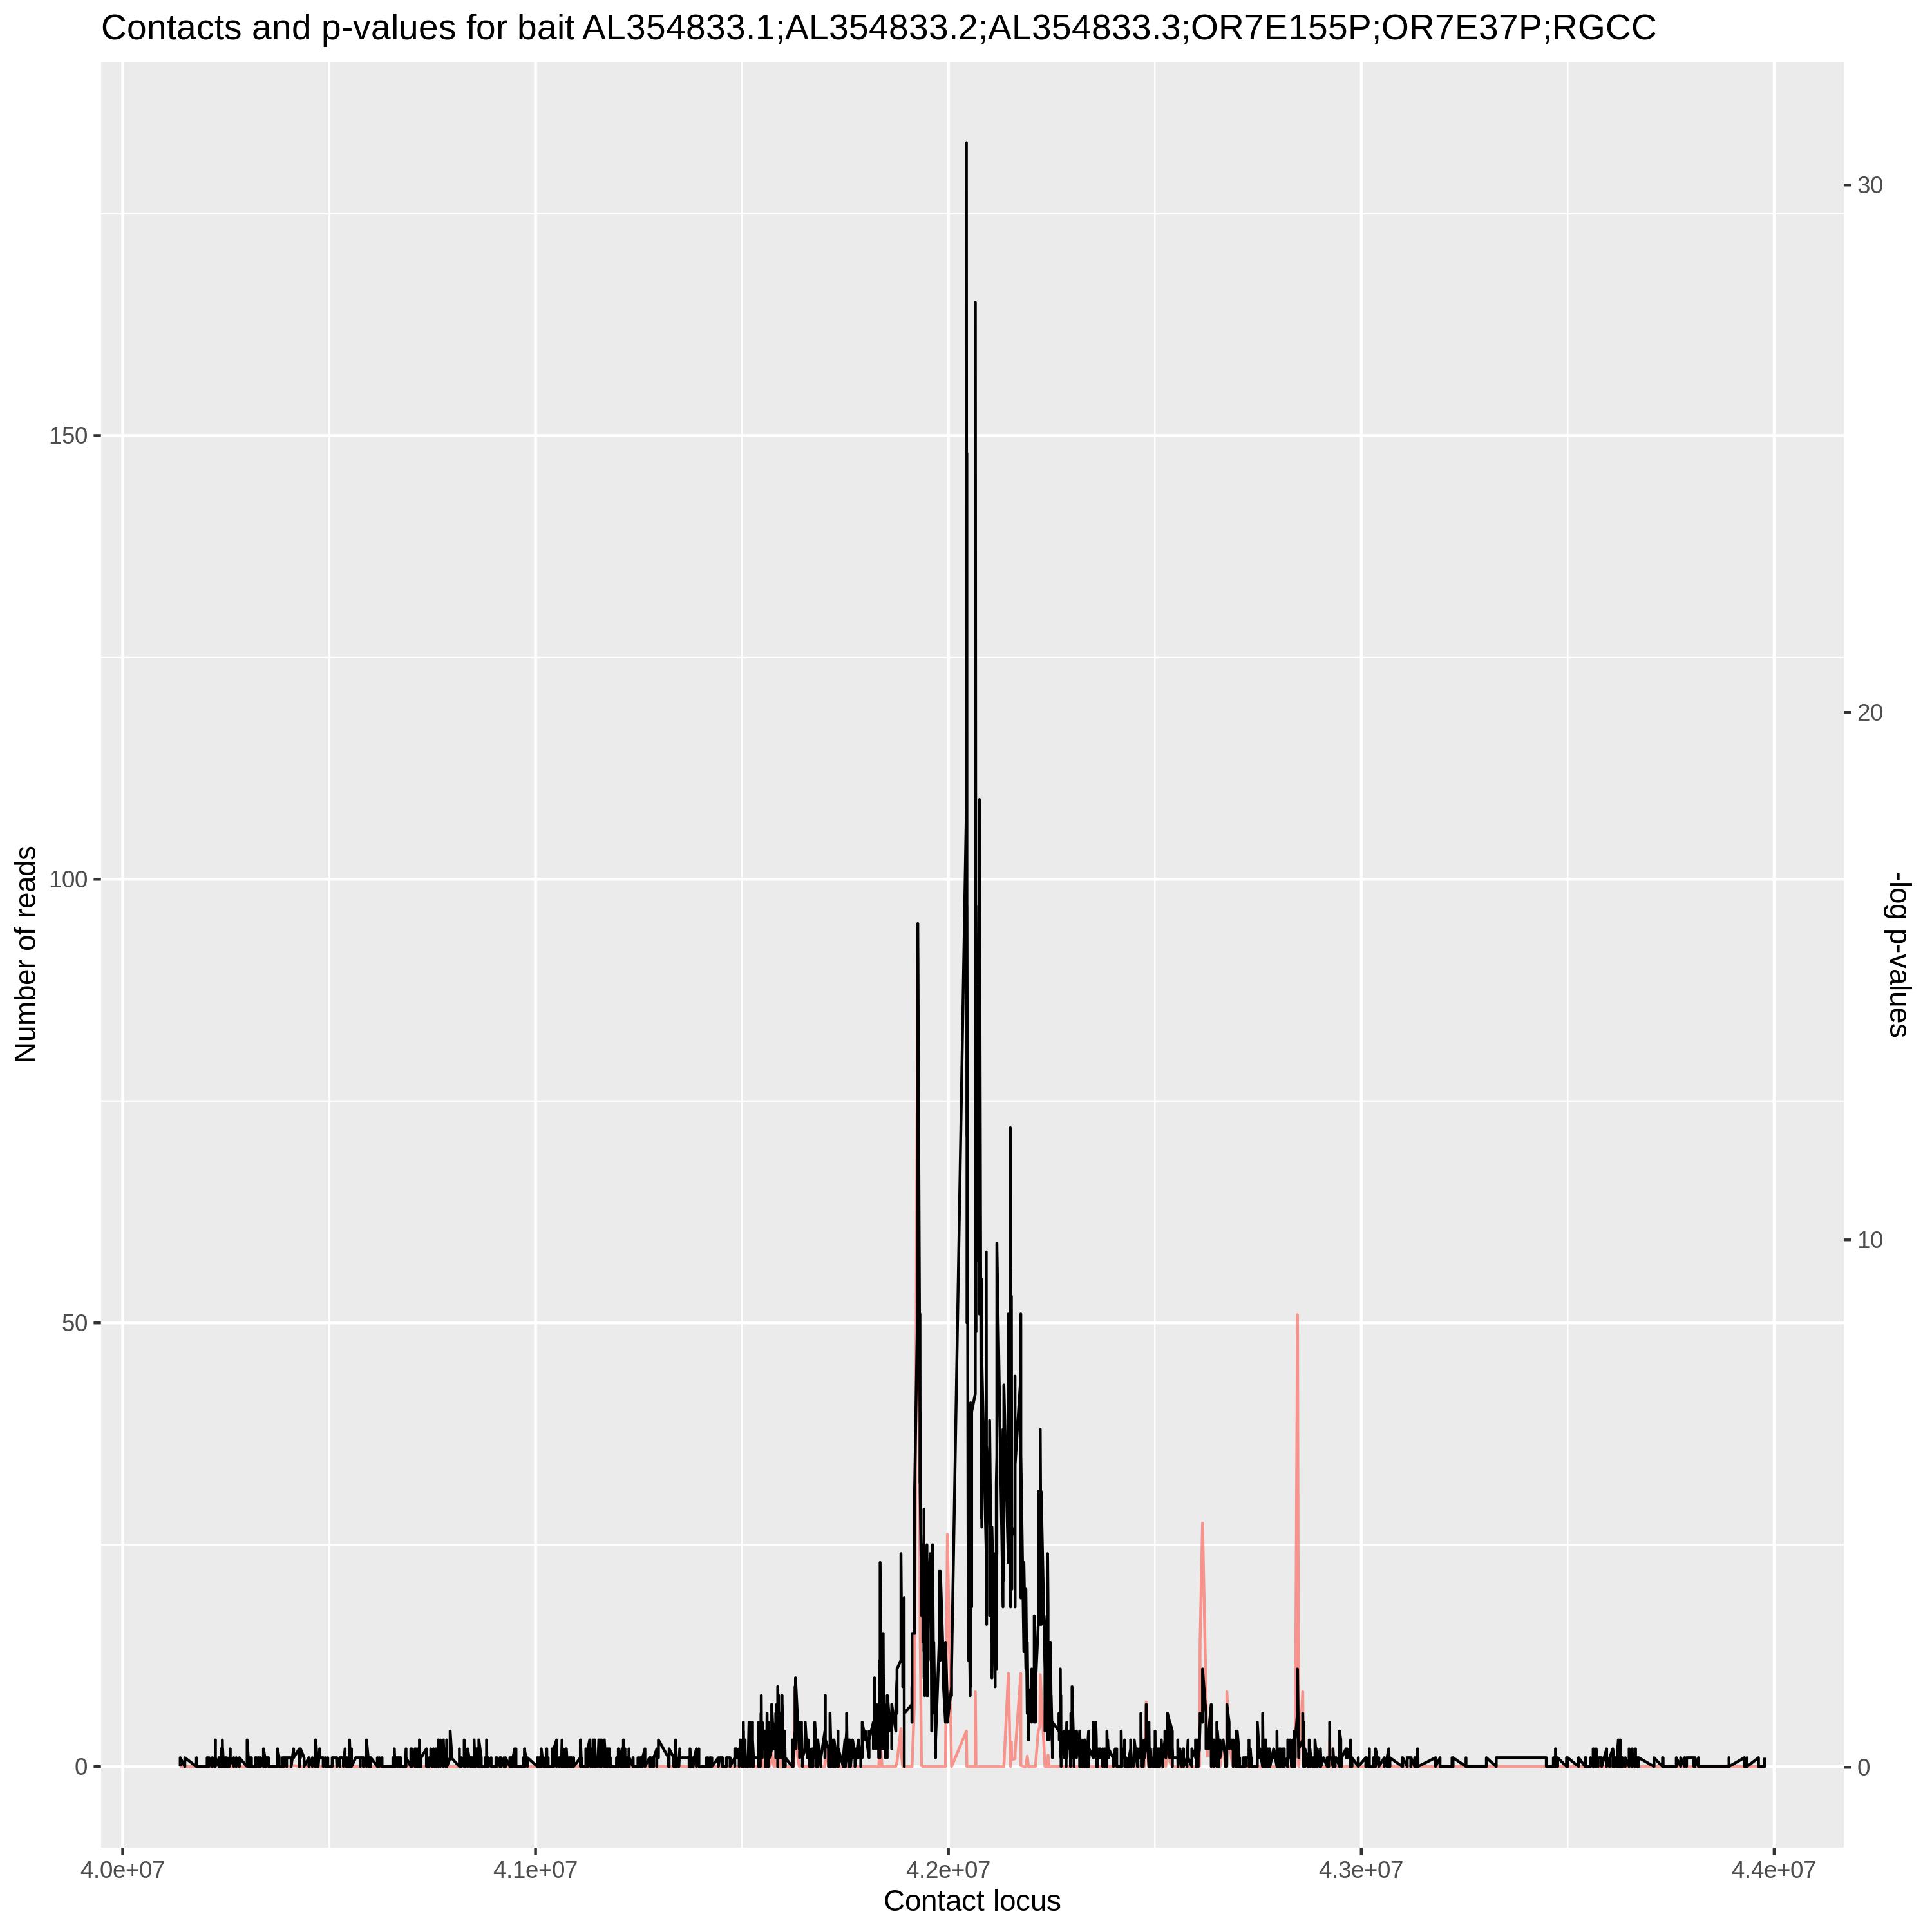 Contacts and p-values for bait AL354833.1;AL354833.2;AL354833.3;OR7E155P;OR7E37P;RGCC
Number of reads
150
100
50
0
30
20
10
0
-log p-values
4.0e+07
4.1e+07
4.2e+07
4.3e+07
4.4e+07
Contact locus